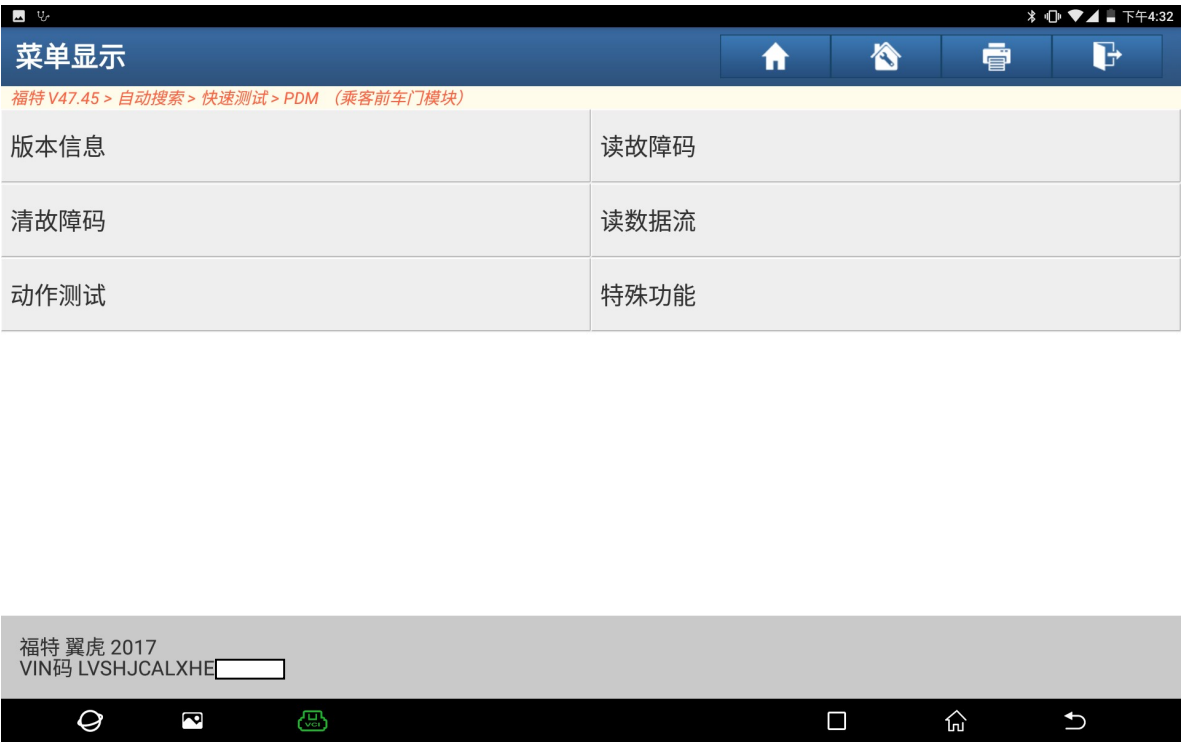 下午4:32
菜单显示
福特 V47.45 > 自动搜索 > 快速测试 > PDM （乘客前车门模块）
版本信息 读故障码
清故障码 读数据流
动作测试 特殊功能
福特 翼虎 2017
VIN码 LVSHJCALXHE
VCI